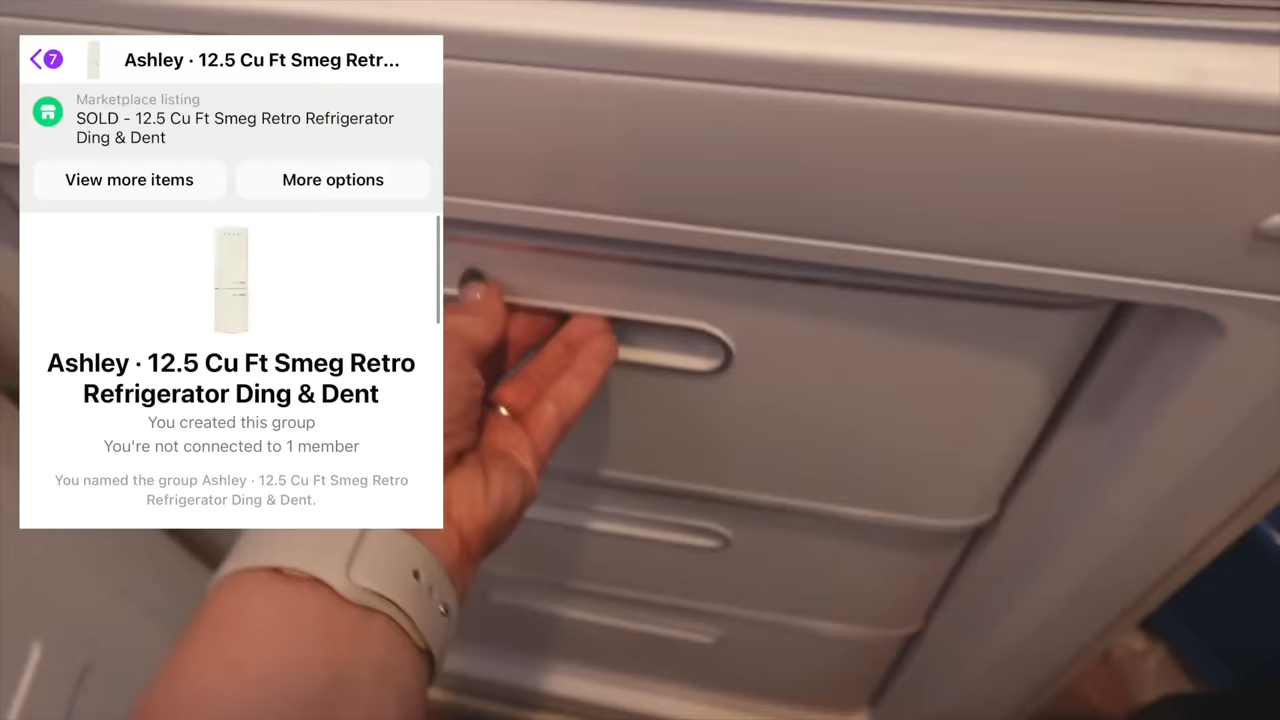 7
Ashley · 12.5 Cu Ft Smeg Retr...
Marketplace listing
SOLD - 12.5 Cu Ft Smeg Retro Refrigerator
Ding & Dent
View more items
More options
Ashley · 12.5 Cu Ft Smeg Retro
Refrigerator Ding & Dent
You created this group
You're not connected to 1 member
You named the group Ashley · 12.5 Cu Ft Smeg Retro
Refrigerator Ding & Dent.